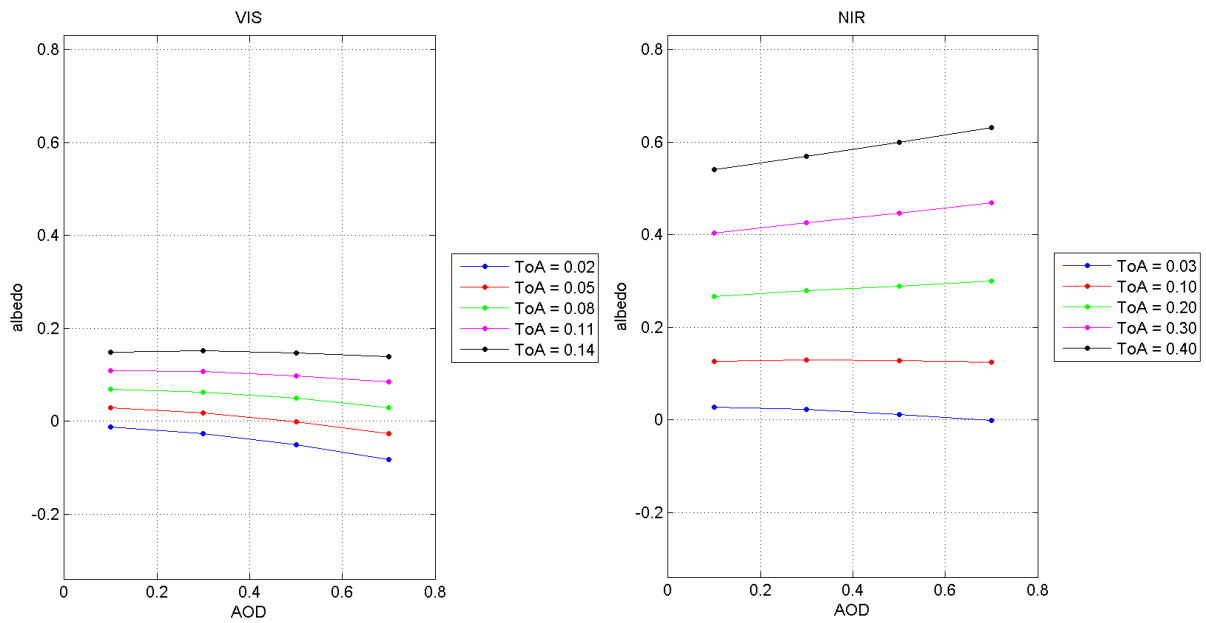 VIS
0.8
0.6
0.4
0.2
0
-0.2
albedo
0
0.2
0.4
0.6
0.8
AOD
ToA = 0.02
ToA = 0.05
ToA = 0.08
ToA = 0.11
ToA = 0.14
NIR
0.8
0.6
0.4
0.2
0
-0.2
albedo
0
0.2
0.4
0.6
0.8
AOD
ToA = 0.03
ToA = 0.10
ToA = 0.20
ToA = 0.30
ToA = 0.40